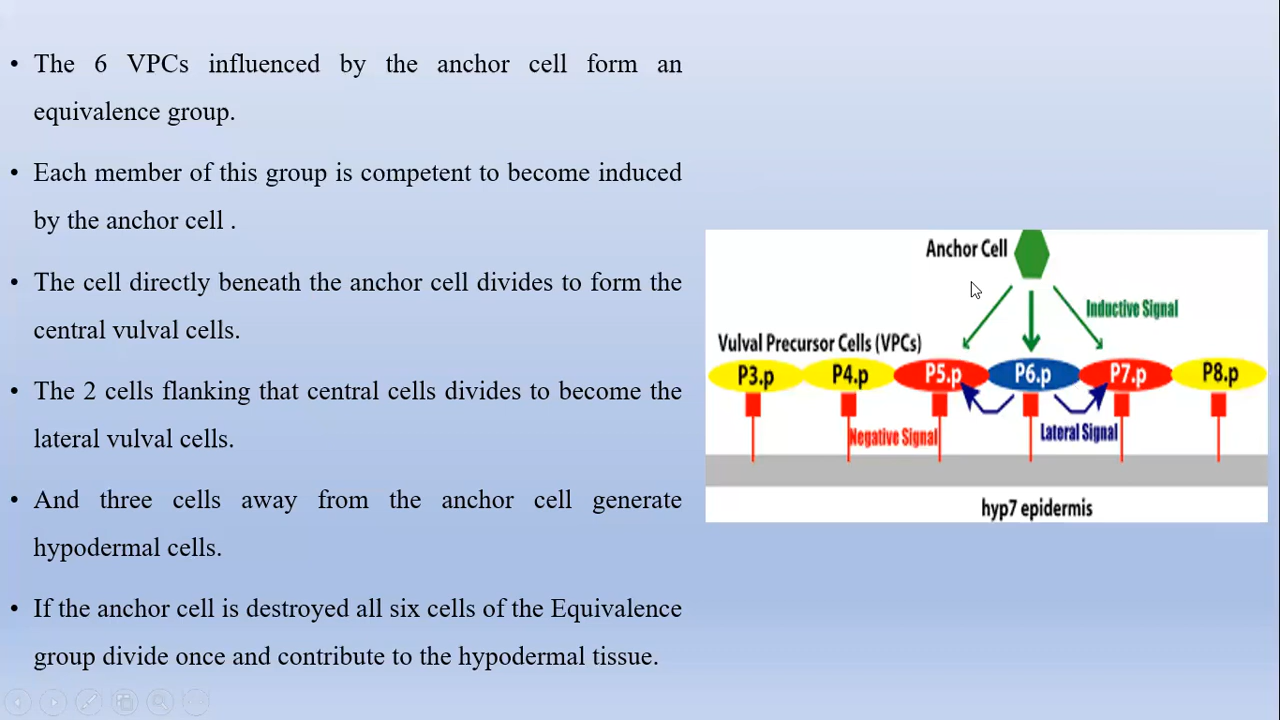 • The 6 VPCs influenced by the anchor cell form an
equivalence group.
• Each member of this group is competent to become induced
by the anchor cell .
• The cell directly beneath the anchor cell divides to form the
central vulval cells.
• The 2 cells flanking that central cells divides to become the
lateral vulval cells.
• And three cells away from the anchor cell generate
hypodermal cells.
• If the anchor cell is destroyed all six cells of the Equivalence
group divide once and contribute to the hypodermal tissue.
Anchor Cell
Inductive Signal
Vulval Precursor Cells (VPCs)
P3.p P4.p P5.p P6.p P7.p P8.p
Negative Signal Lateral Signal
hyp7 epidermis